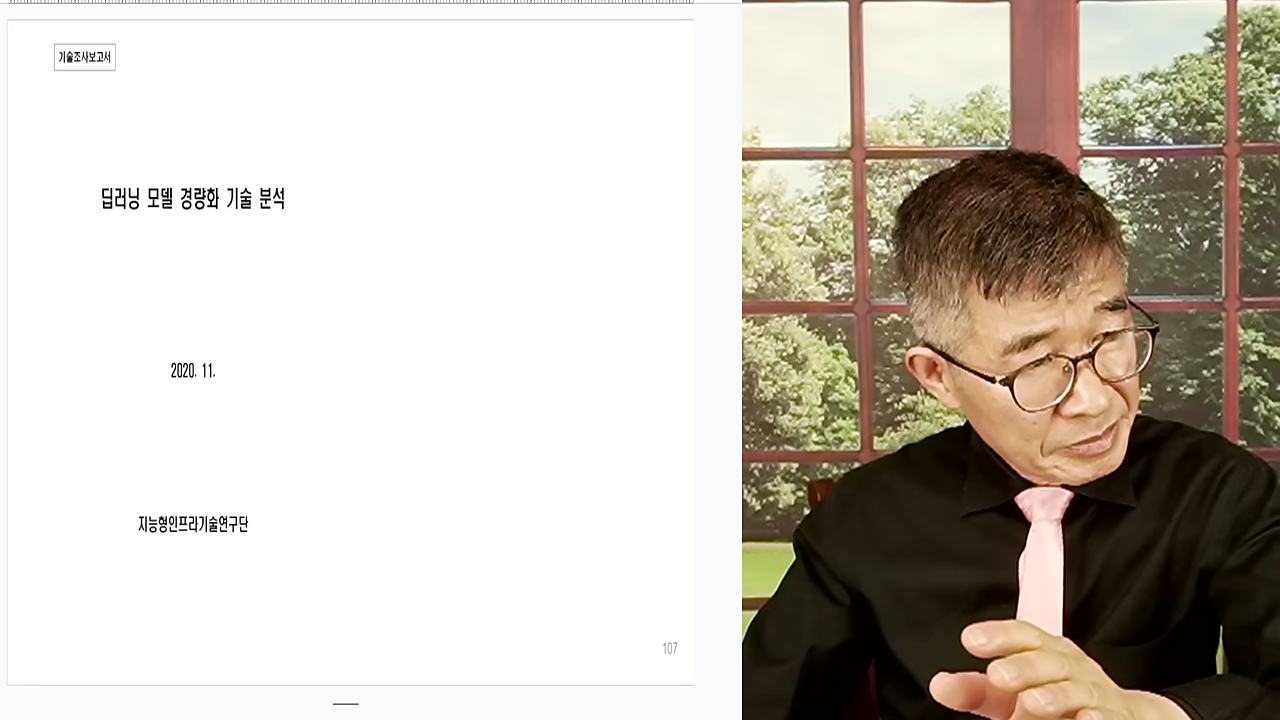 기술조사보고서
딥러닝 모델 경량화 기술 분석
2020. 11.
지능형인프라기술연구단
107